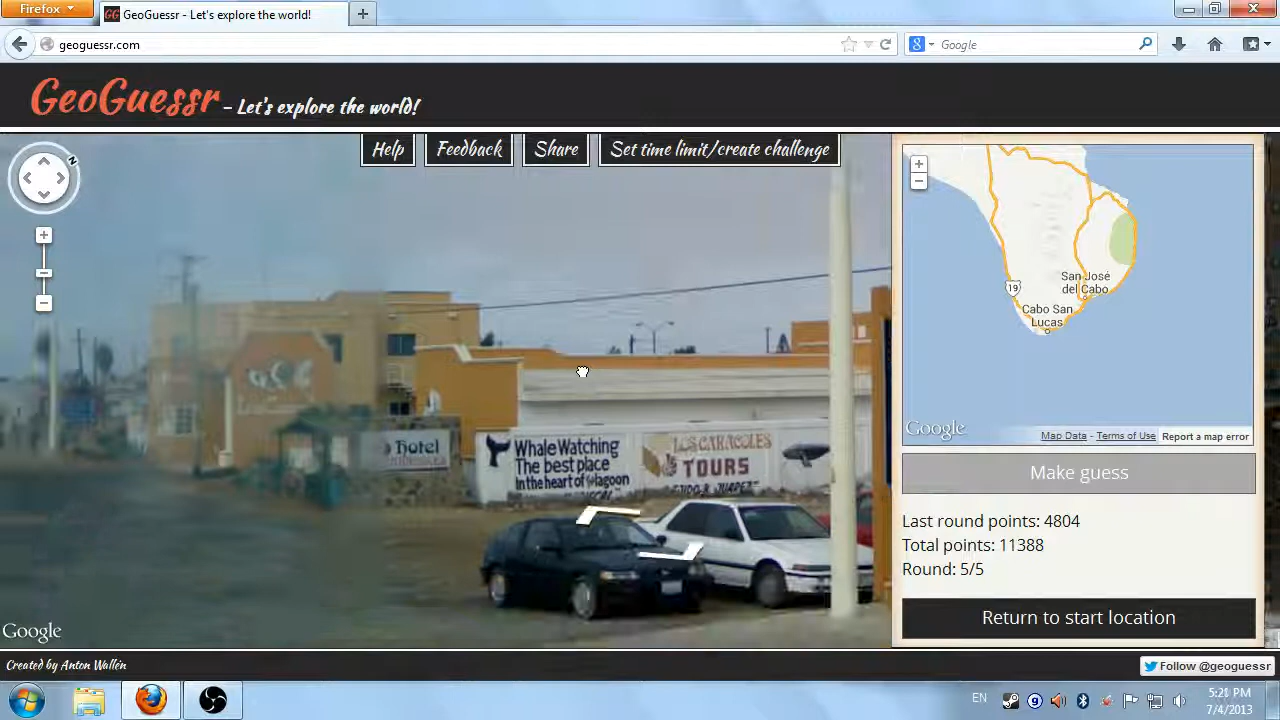 Firefox
GeoGuessr - Let's explore the world!
geoguessr.com
Google
GeoGuessr - Let's explore the world!
Help
Feedback
Share
Set time limit/create challenge
N
Hotel
Whale Watching
The best place
In the heart of lagoon
LOS CARACOLES
TOURS
Google
San José
del Cabo
19
Cabo San
Lucas
Google
Map Data - Terms of Use
Report a map error
Make guess
Last round points: 4804
Total points: 11388
Round: 5/5
Return to start location
Created by Anton Wallén
Follow @geoguessr
EN
5:21 PM
7/4/2013